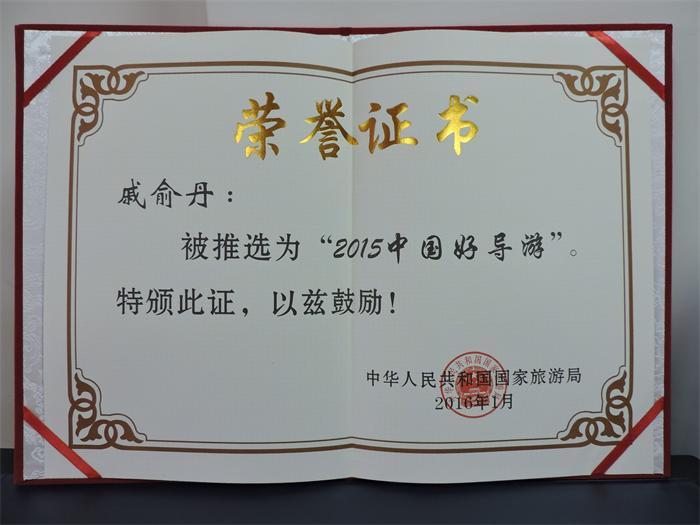 荣誉证书
戚俞丹：
被推选为“2015中国好导游”。
特颁此证，以兹鼓励！
中华人民共和国国家旅游局
2016年1月